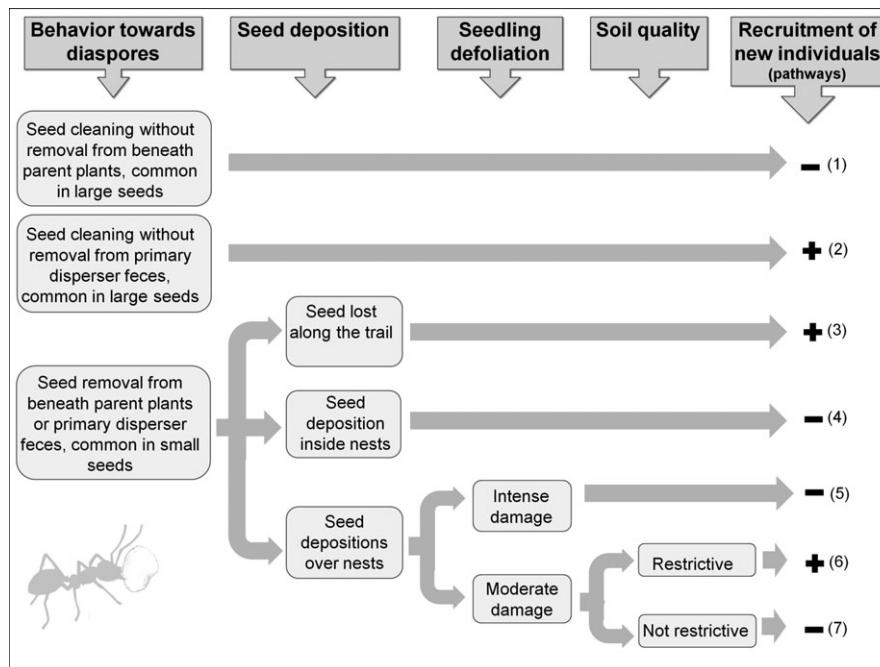 Behavior towards
diaspores
Seed deposition
Seedling
defoliation
Soil quality
Recruitment of
new individuals
(pathways)
Seed cleaning without
removal from beneath
parent plants, common
in large seeds
− (1)
Seed cleaning without
removal from primary
disperser feces,
common in large seeds
+ (2)
Seed removal from
beneath parent plants
or primary disperser
feces, common in small
seeds
Seed lost
along the trail
+ (3)
Seed
deposition
inside nests
− (4)
Seed
depositions
over nests
Intense
damage
− (5)
Moderate
damage
Restrictive
+ (6)
Not restrictive
− (7)